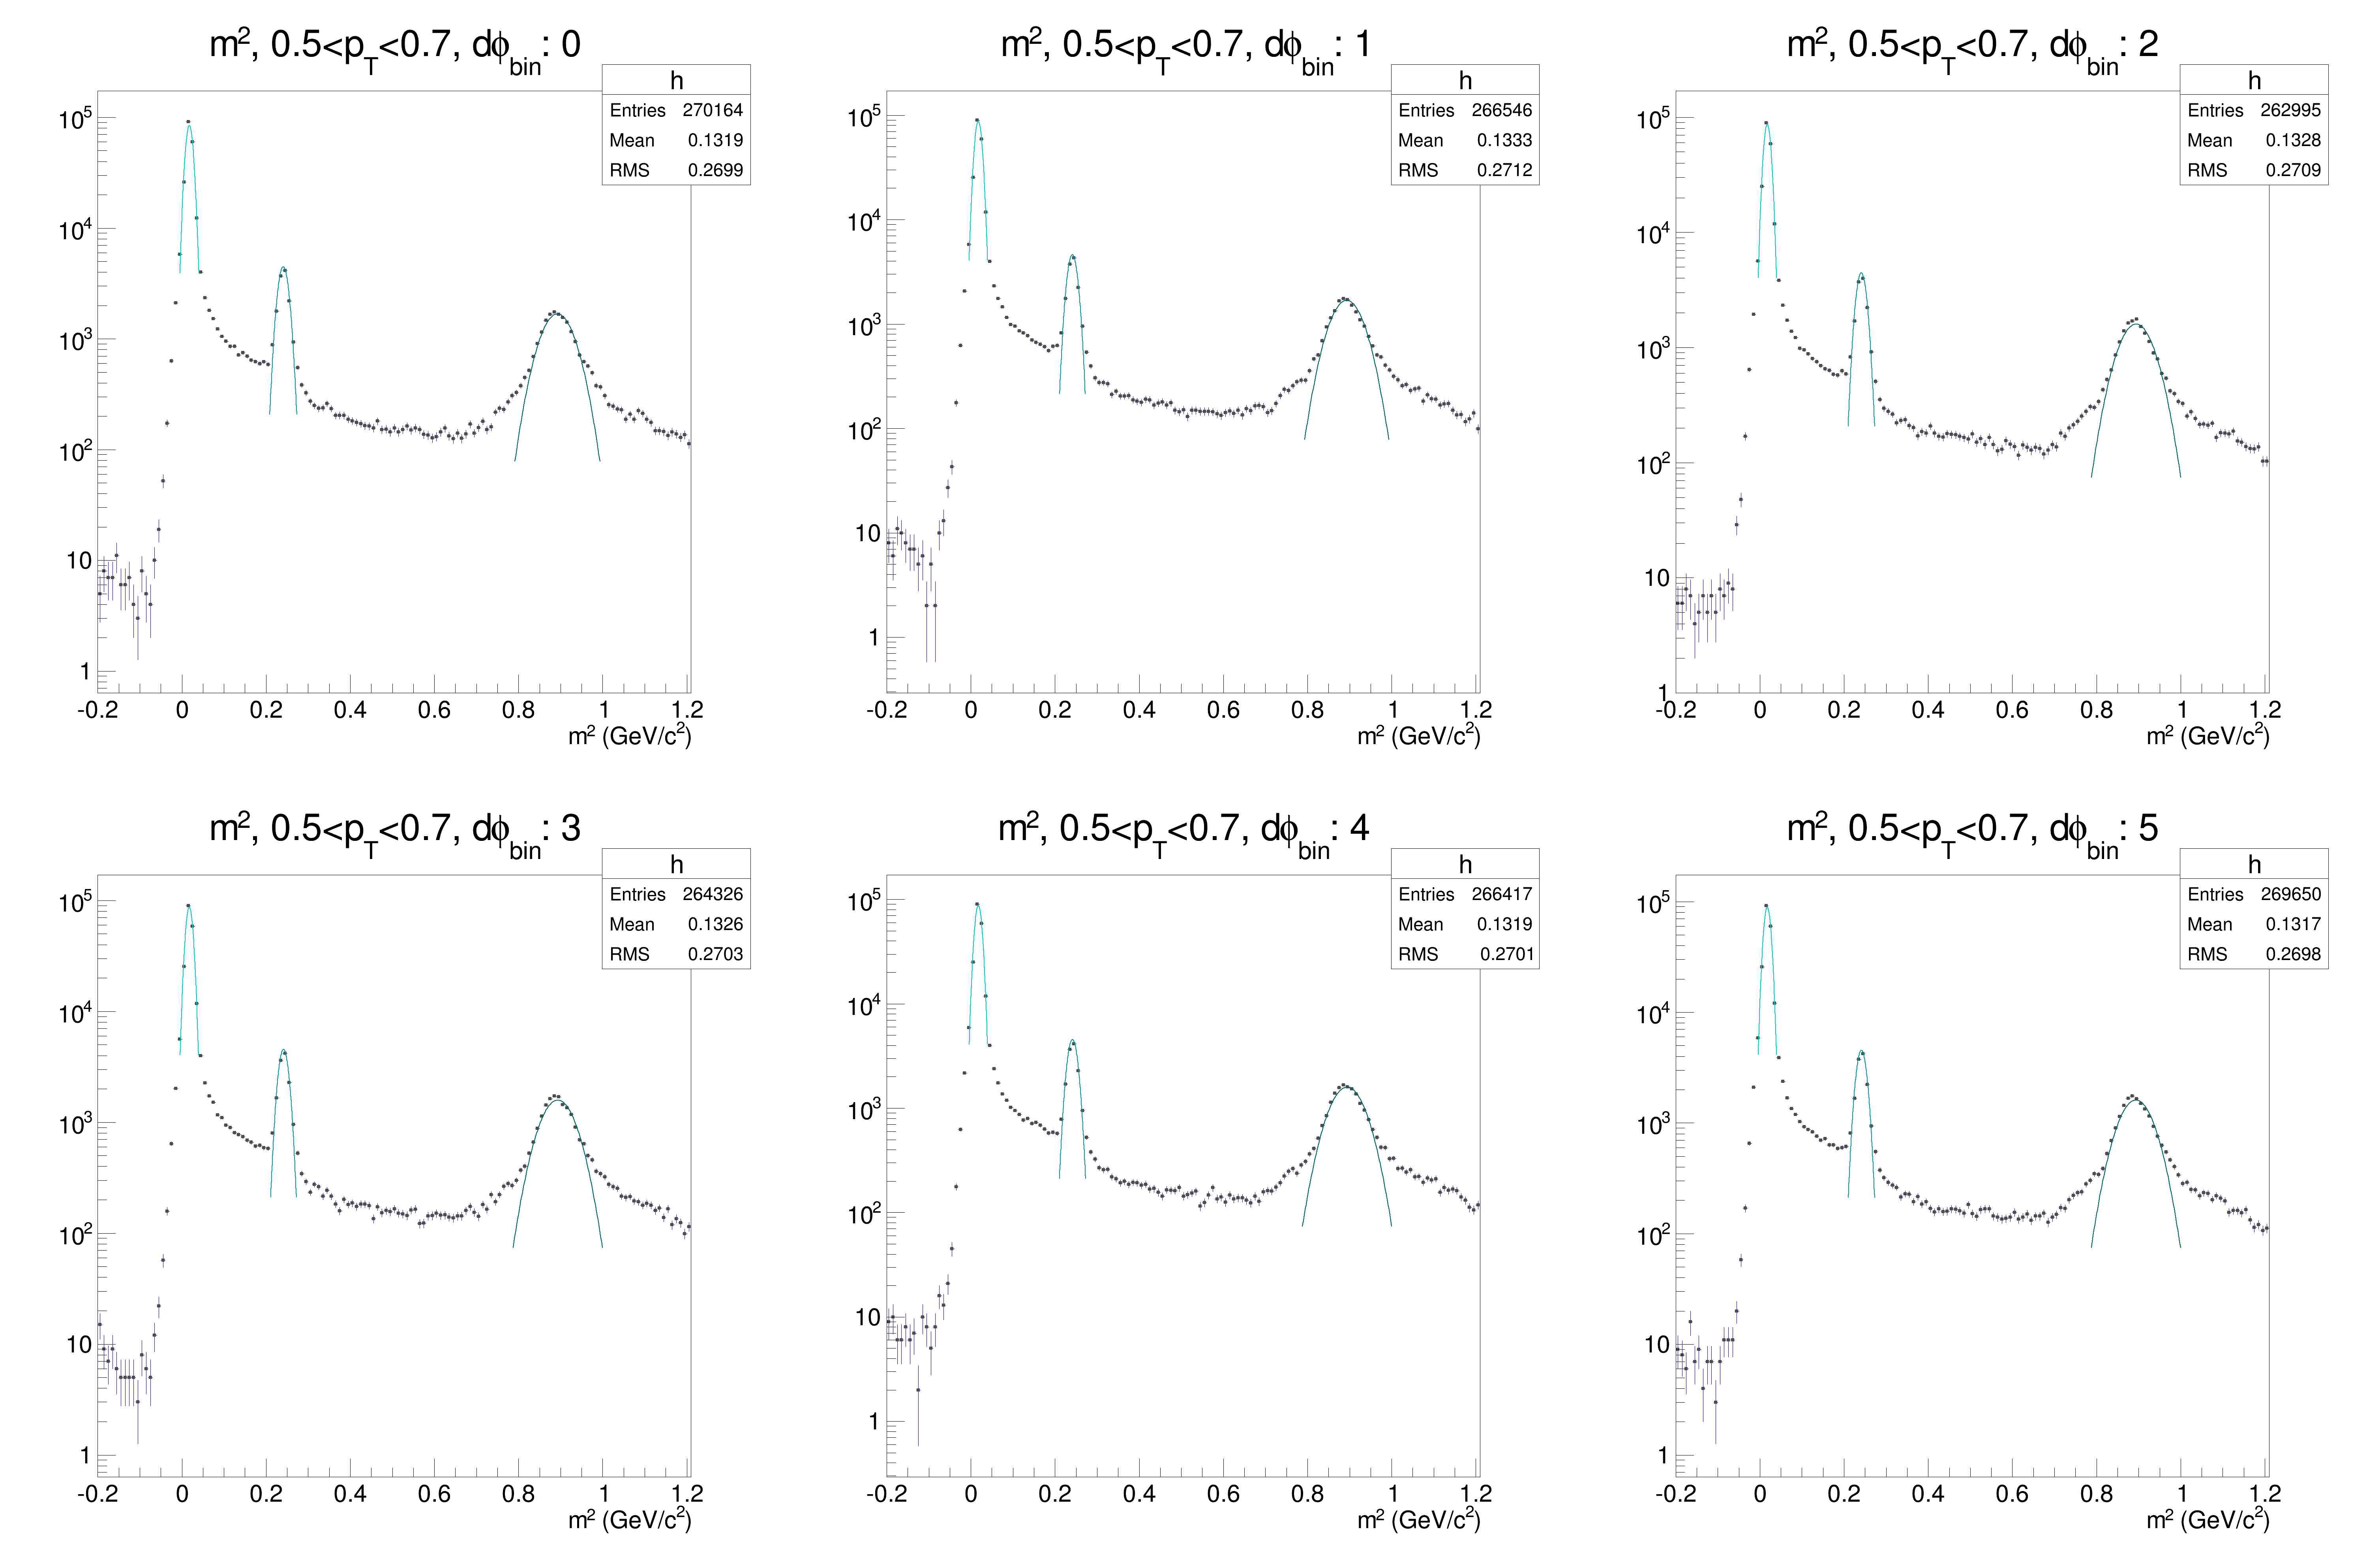 m², 0.5<p_T<0.7, dϕ_bin: 0
h
Entries 270164
Mean 0.1319
RMS 0.2699
10⁵
10⁴
10³
10²
10
1
-0.2 0 0.2 0.4 0.6 0.8 1 1.2
m² (GeV/c²)
m², 0.5<p_T<0.7, dϕ_bin: 1
h
Entries 266546
Mean 0.1333
RMS 0.2712
10⁵
10⁴
10³
10²
10
1
-0.2 0 0.2 0.4 0.6 0.8 1 1.2
m² (GeV/c²)
m², 0.5<p_T<0.7, dϕ_bin: 2
h
Entries 262995
Mean 0.1328
RMS 0.2709
10⁵
10⁴
10³
10²
10
1
-0.2 0 0.2 0.4 0.6 0.8 1 1.2
m² (GeV/c²)
m², 0.5<p_T<0.7, dϕ_bin: 3
h
Entries 264326
Mean 0.1326
RMS 0.2703
10⁵
10⁴
10³
10²
10
1
-0.2 0 0.2 0.4 0.6 0.8 1 1.2
m² (GeV/c²)
m², 0.5<p_T<0.7, dϕ_bin: 4
h
Entries 266417
Mean 0.1319
RMS 0.2701
10⁵
10⁴
10³
10²
10
1
-0.2 0 0.2 0.4 0.6 0.8 1 1.2
m² (GeV/c²)
m², 0.5<p_T<0.7, dϕ_bin: 5
h
Entries 269650
Mean 0.1317
RMS 0.2698
10⁵
10⁴
10³
10²
10
1
-0.2 0 0.2 0.4 0.6 0.8 1 1.2
m² (GeV/c²)